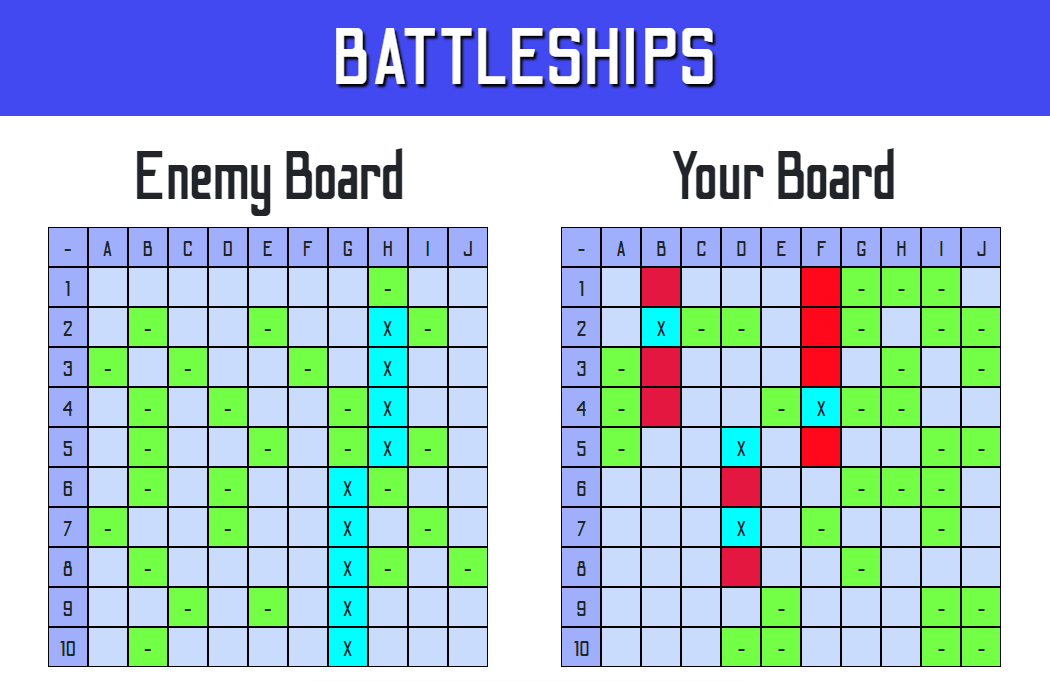 BATTLESHIPS
Enemy Board
- A B C D E F G H I J
1 -
2 - - X -
3 - - - X
4 - - - X
5 - - - X -
6 - - X -
7 - - X -
8 - X - -
9 - - X
10 - X
Your Board
- A B C D E F G H I J
1 - - -
2 X - - - - -
3 - - -
4 - - X - -
5 - X - -
6 - - -
7 X - -
8 -
9 - - -
10 - - - -